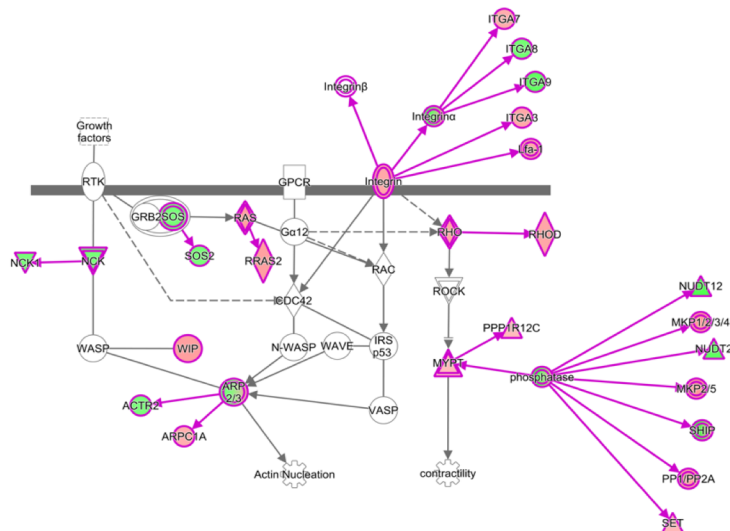 ITGA7
ITGA8
ITGA9
Integrinβ
Integrinα
ITGA3
Lfa-1
Growth
factors
RTK
GPCR
Integrin
GRB2
SOS
RAS
Gα12
RHO
RHOD
NCK1
NCK
SOS2
RRAS2
RAC
CDC42
ROCK
NUDT12
MKP1/2/3/4
PPP1R12C
WASP
WIP
N-WASP
WAVE
IRS
p53
NUDT2
MYPT
phosphatase
MKP2/5
ACTR2
ARP
2/3
VASP
SHIP
ARPC1A
Actin Nucleation
contractility
PP1/PP2A
SET